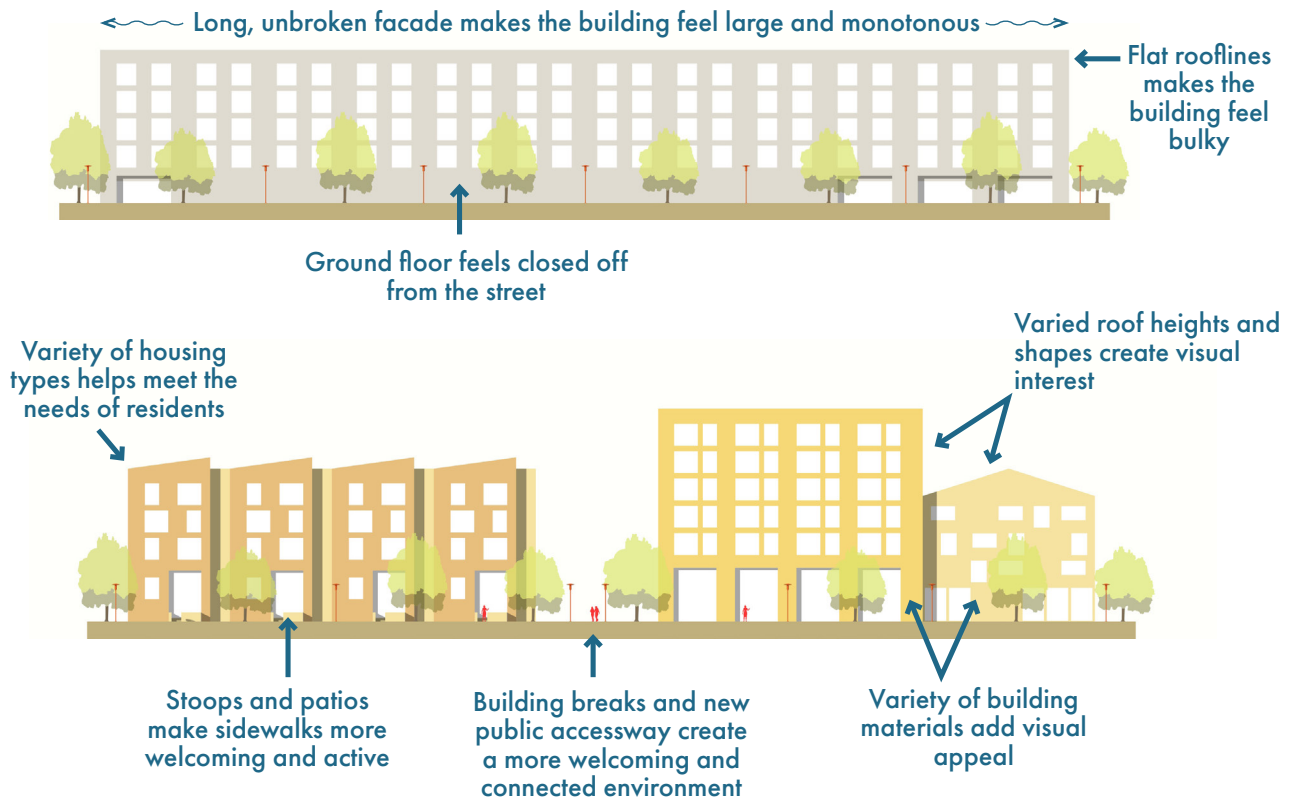 Long, unbroken facade makes the building feel large and monotonous
Flat rooflines
makes the
building feel
bulky
Ground floor feels closed off
from the street
Variety of housing
types helps meet the
needs of residents
Varied roof heights and
shapes create visual
interest
Stoops and patios
make sidewalks more
welcoming and active
Building breaks and new
public accessway create
a more welcoming and
connected environment
Variety of building
materials add visual
appeal